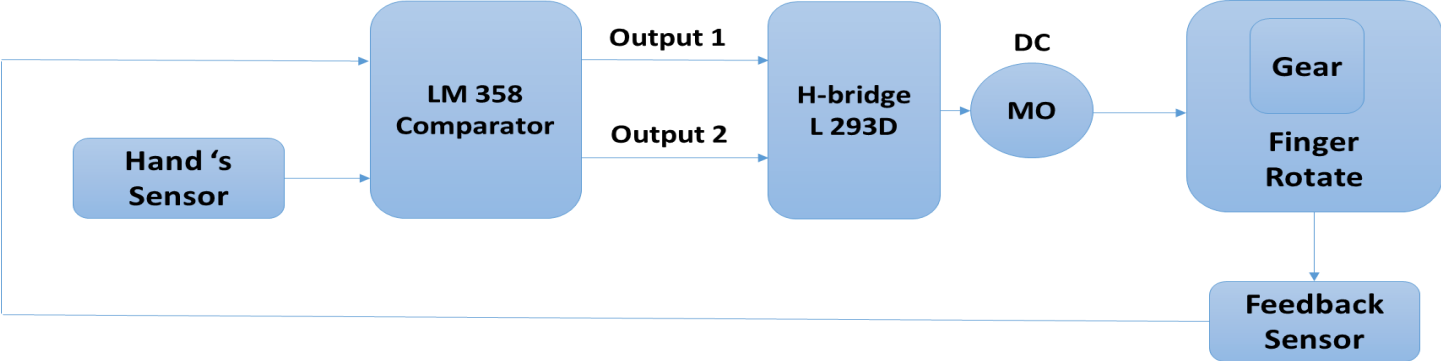 Hand ‘s
Sensor
LM 358
Comparator
Output 1
Output 2
H-bridge
L 293D
DC
MO
Gear
Finger
Rotate
Feedback
Sensor